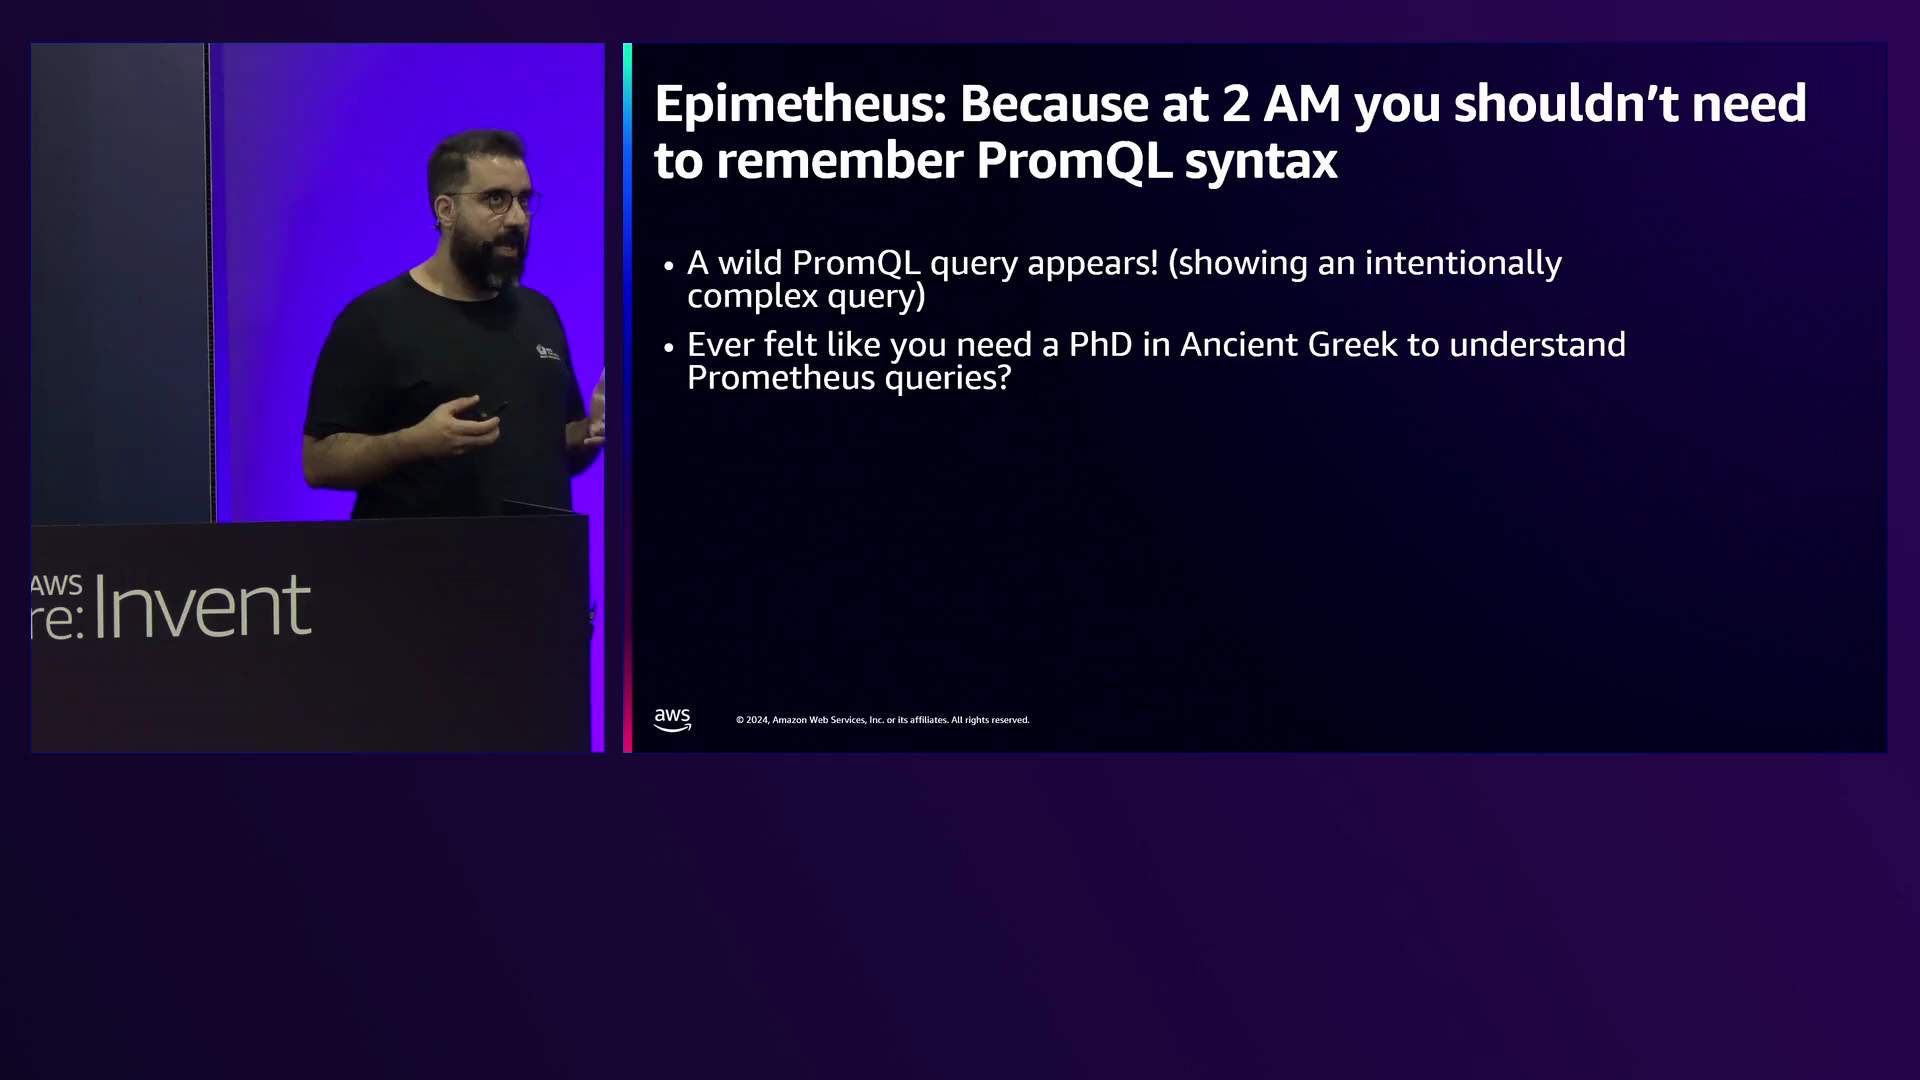 Epimetheus: Because at 2 AM you shouldn’t need
to remember PromQL syntax
• A wild PromQL query appears! (showing an intentionally
complex query)
• Ever felt like you need a PhD in Ancient Greek to understand
Prometheus queries?
AWS
re:Invent
aws
© 2024, Amazon Web Services, Inc. or its affiliates. All rights reserved.